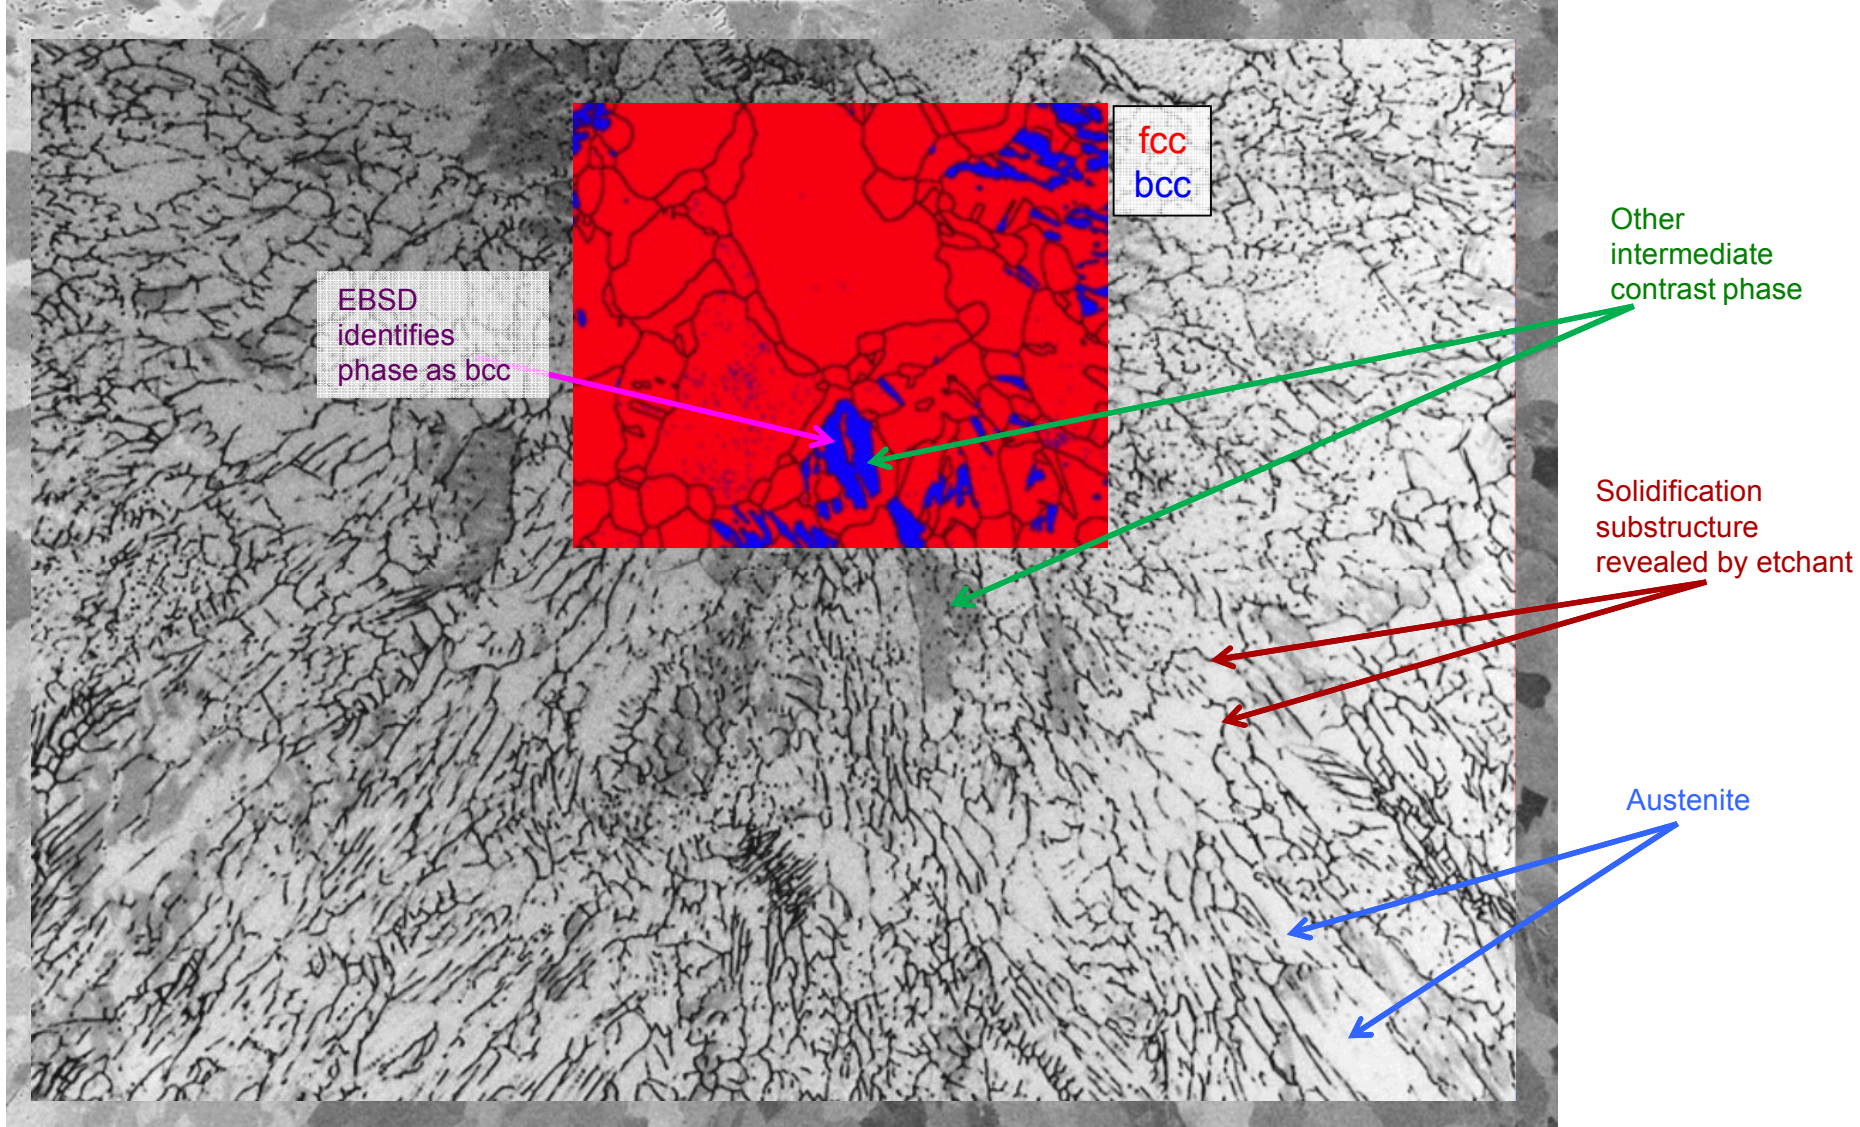 fcc
bcc
EBSD
identifies
phase as bcc
Other
intermediate
contrast phase
Solidification
substructure
revealed by etchant
Austenite